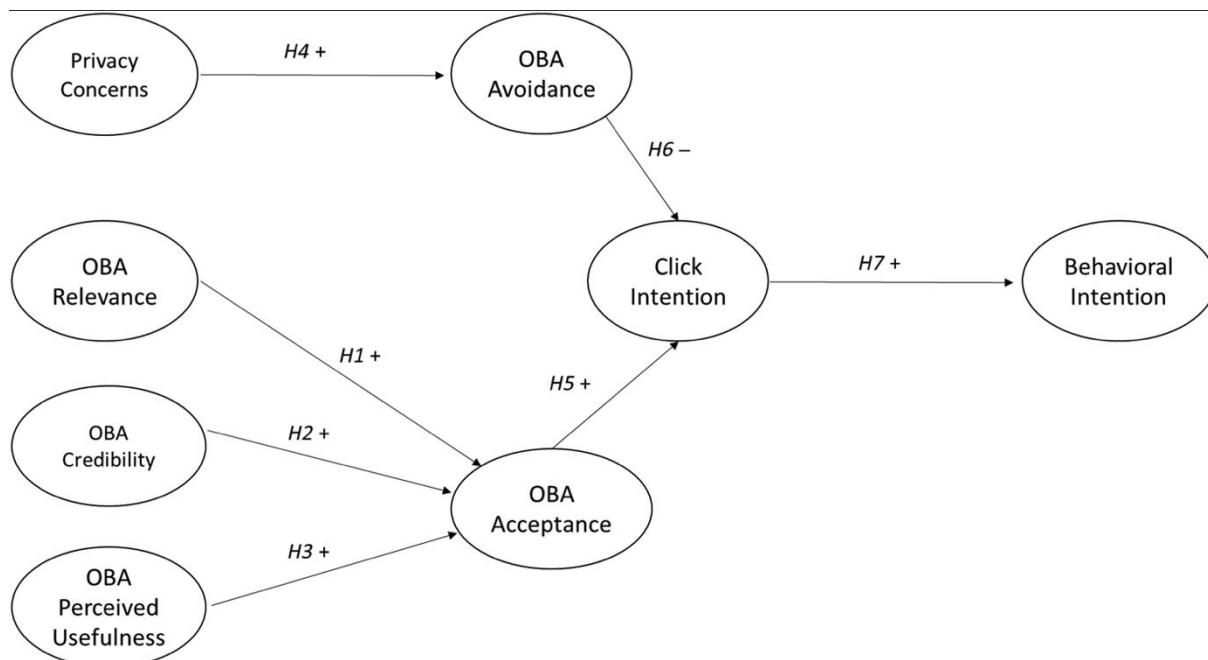 Privacy
Concerns
H4 +
OBA
Avoidance
H6 –
OBA
Relevance
Click
Intention
H7 +
Behavioral
Intention
H1 +
H5 +
OBA
Credibility
H2 +
OBA
Acceptance
H3 +
OBA
Perceived
Usefulness